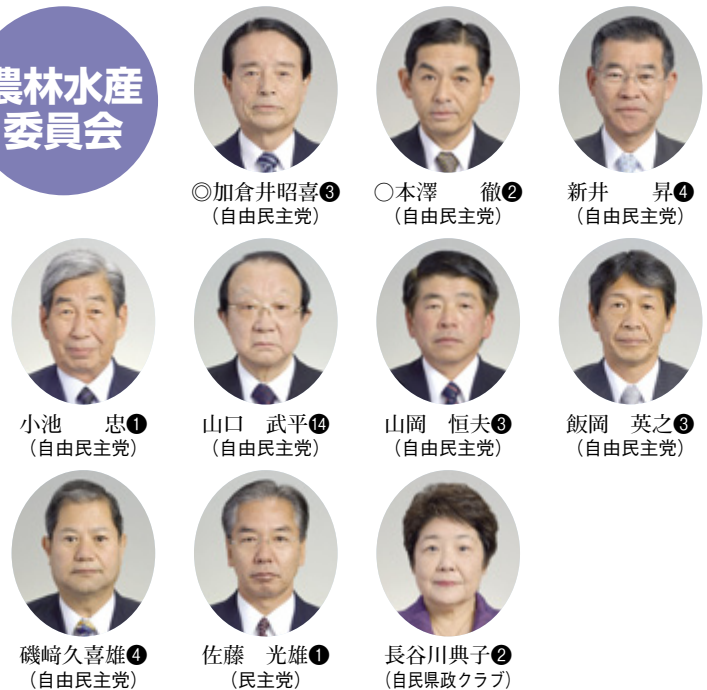 農林水産
委員会
◎加倉井昭喜❸
（自由民主党）
○本澤　徹❷
（自由民主党）
新井　昇❹
（自由民主党）
小池　忠❶
（自由民主党）
山口　武平⓮
（自由民主党）
山岡　恒夫❸
（自由民主党）
飯岡　英之❸
（自由民主党）
磯﨑久喜雄❹
（自由民主党）
佐藤　光雄❶
（民主党）
長谷川典子❷
（自民県政クラブ）